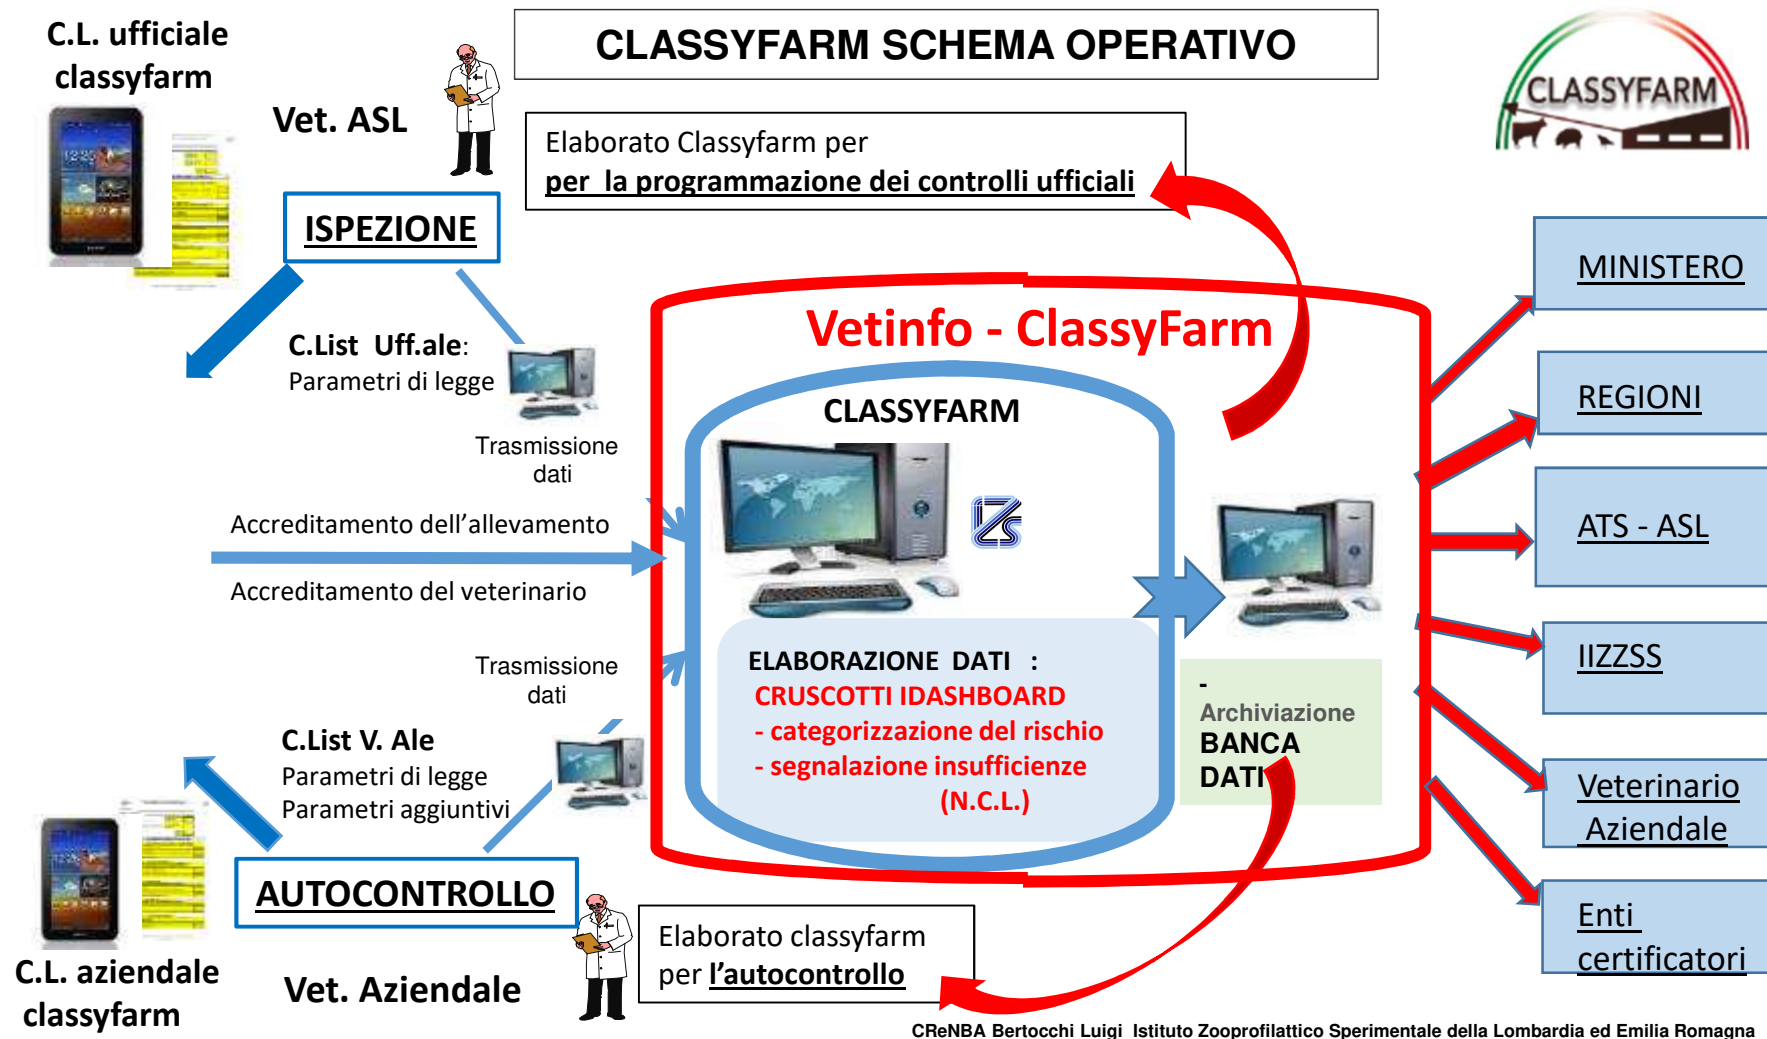 C.L. ufficiale
classyfarm
CLASSYFARM SCHEMA OPERATIVO
CLASSYFARM
Vet. ASL
Elaborato Classyfarm per
per la programmazione dei controlli ufficiali
ISPEZIONE
C.List Uff.ale:
Parametri di legge
Trasmissione
dati
Accreditamento dell'allevamento
Accreditamento del veterinario
Trasmissione
dati
C.List V. Ale
Parametri di legge
Parametri aggiuntivi
AUTOCONTROLLO
C.L. aziendale
classyfarm
Vet. Aziendale
Elaborato classyfarm
per l'autocontrollo
Vetinfo - ClassyFarm
CLASSYFARM
IZS
ELABORAZIONE DATI :
CRUSCOTTI IDASHBOARD
- categorizzazione del rischio
- segnalazione insufficienze
(N.C.L.)
-
Archiviazione
BANCA
DATI
MINISTERO
REGIONI
ATS - ASL
IIZZSS
Veterinario
Aziendale
Enti
certificatori
CReNBA Bertocchi Luigi Istituto Zooprofilattico Sperimentale della Lombardia ed Emilia Romagna